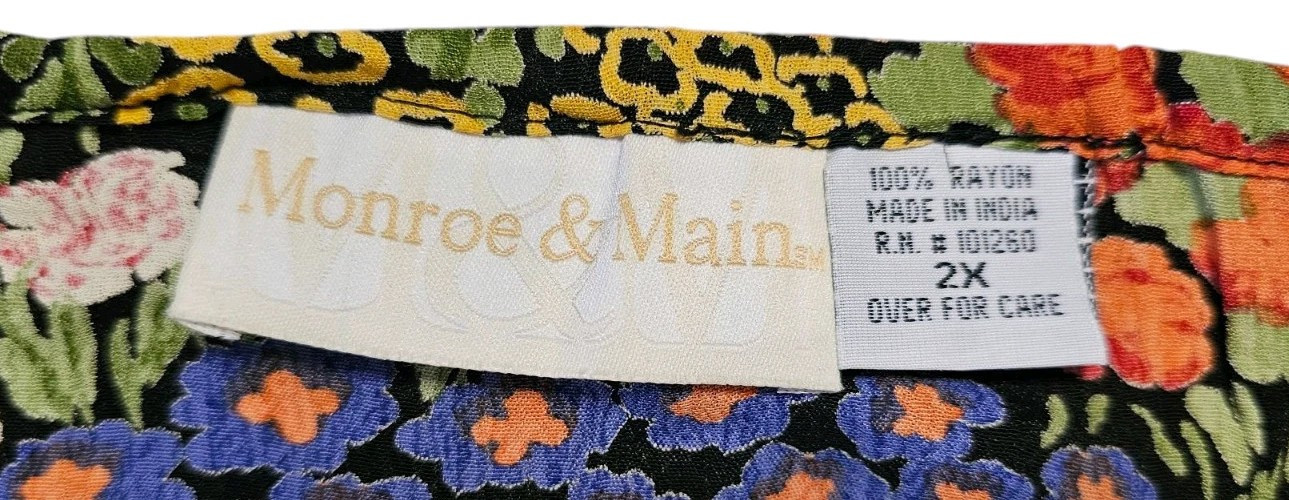 Monroe & Main SM
100% RAYON
MADE IN INDIA
R.N. # 101260
2X
OVER FOR CARE